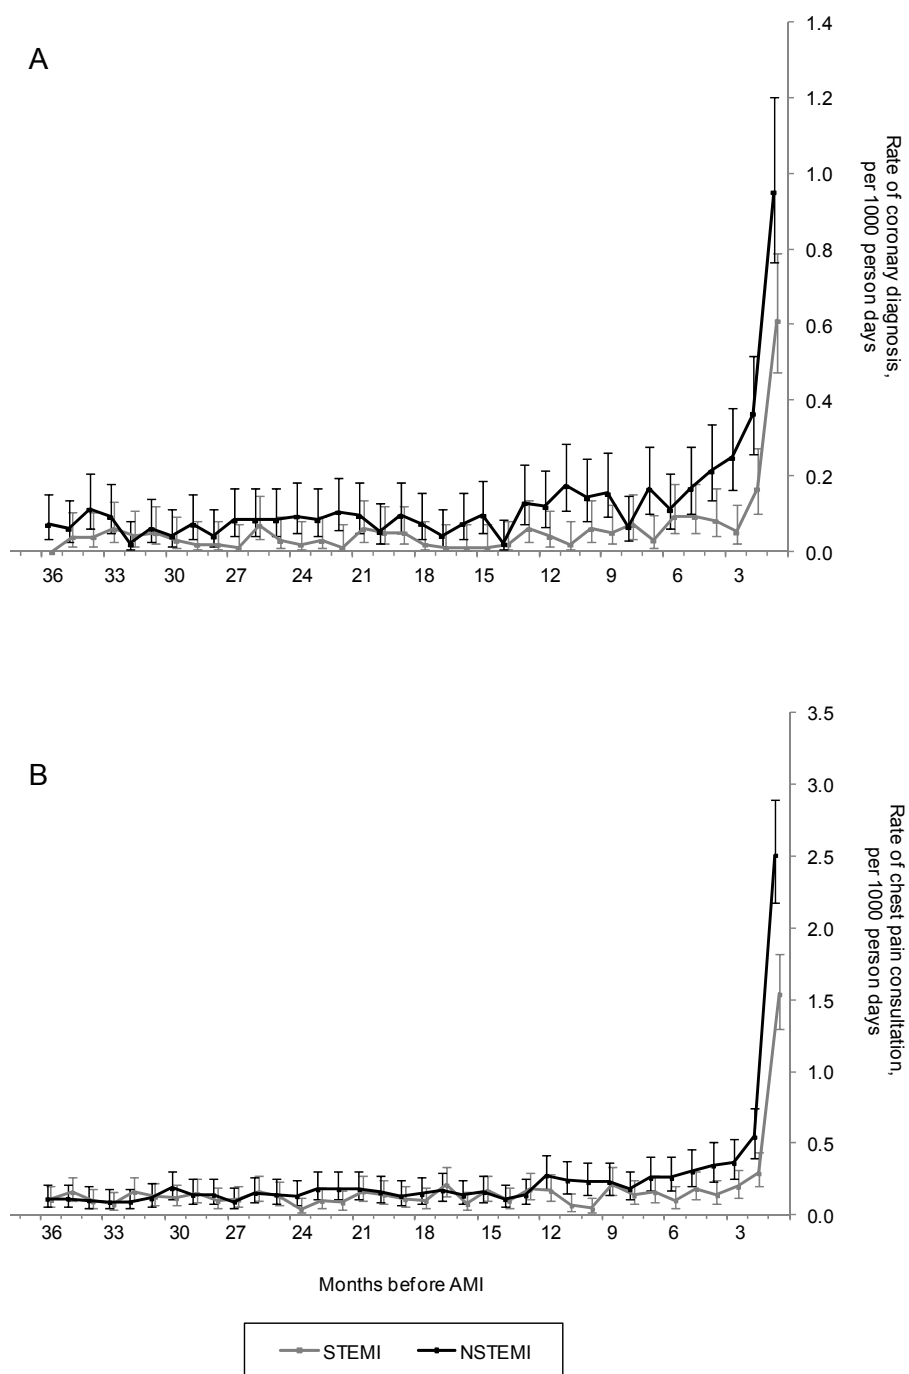 A
1.4
1.2
1.0
0.8
0.6
0.4
0.2
0.0
Rate of coronary diagnosis,
per 1000 person days
36 33 30 27 24 21 18 15 12 9 6 3
B
3.5
3.0
2.5
2.0
1.5
1.0
0.5
0.0
Rate of chest pain consultation,
per 1000 person days
36 33 30 27 24 21 18 15 12 9 6 3
Months before AMI
STEMI NSTEMI